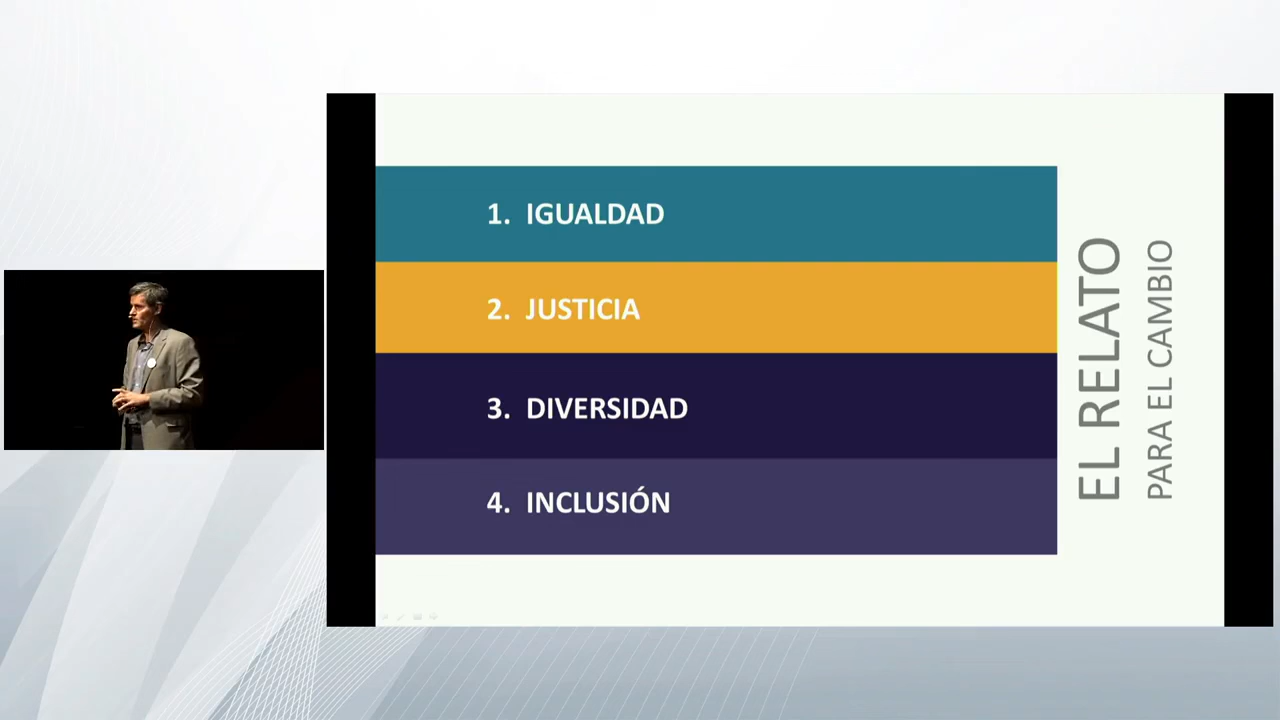 1. IGUALDAD
2. JUSTICIA
3. DIVERSIDAD
4. INCLUSIÓN
EL RELATO
PARA EL CAMBIO